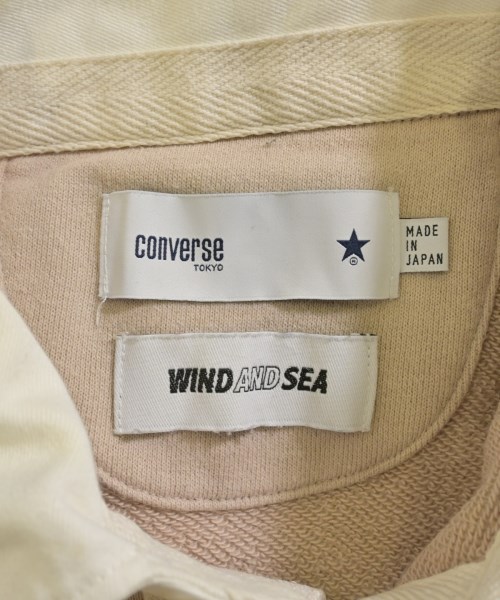 converse
TOKYO
®
MADE
IN
JAPAN
WIND AND SEA